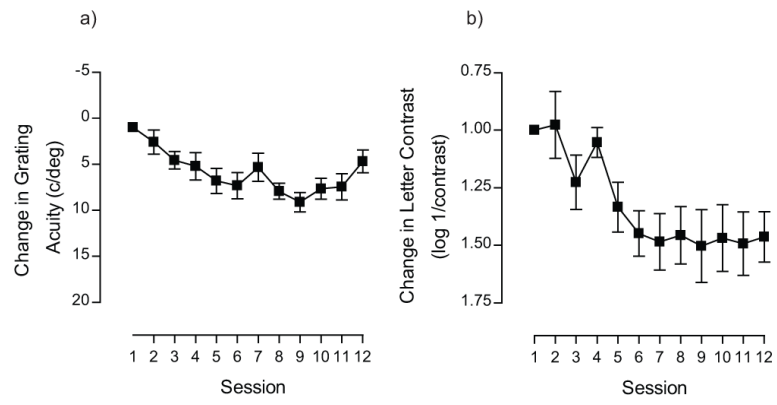 a)
Change in Grating
Acuity (c/deg)
-5
0
5
10
15
20
1 2 3 4 5 6 7 8 9 10 11 12
Session
b)
Change in Letter Contrast
(log 1/contrast)
0.75
1.00
1.25
1.50
1.75
1 2 3 4 5 6 7 8 9 10 11 12
Session